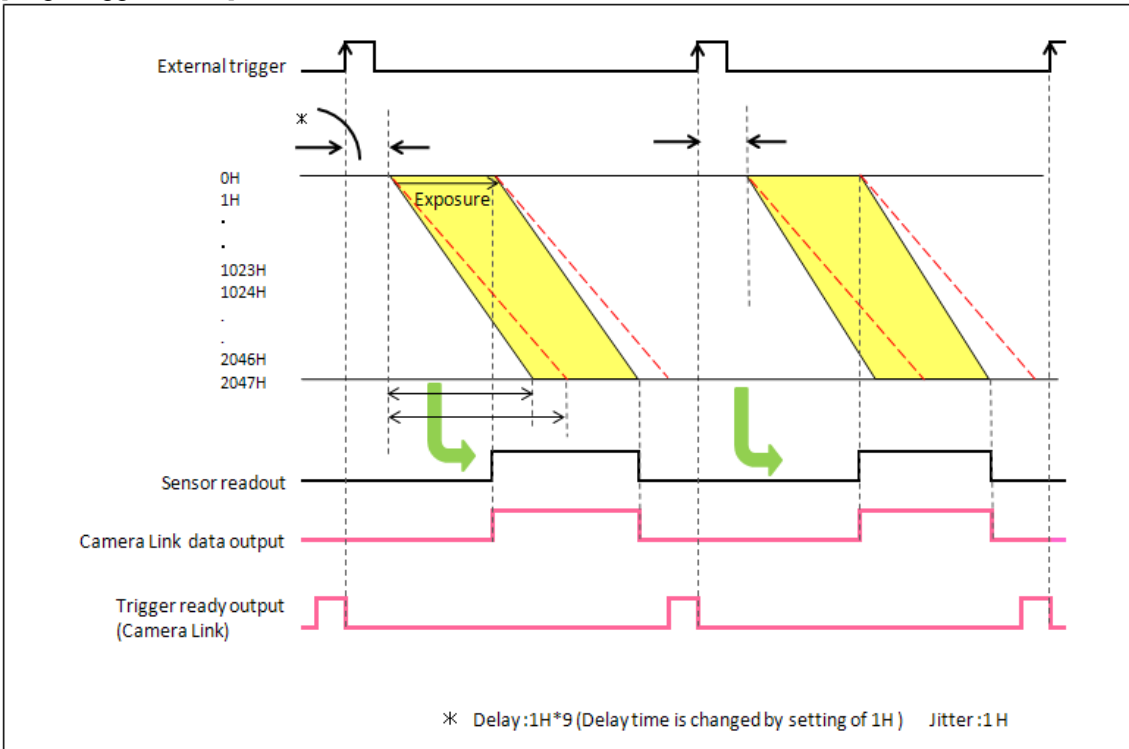 External trigger
*
0H
1H
.
.
1023H
1024H
.
.
2046H
2047H
Exposure
Sensor readout
Camera Link data output
Trigger ready output
(Camera Link)
* Delay :1H*9 (Delay time is changed by setting of 1H ) Jitter :1 H